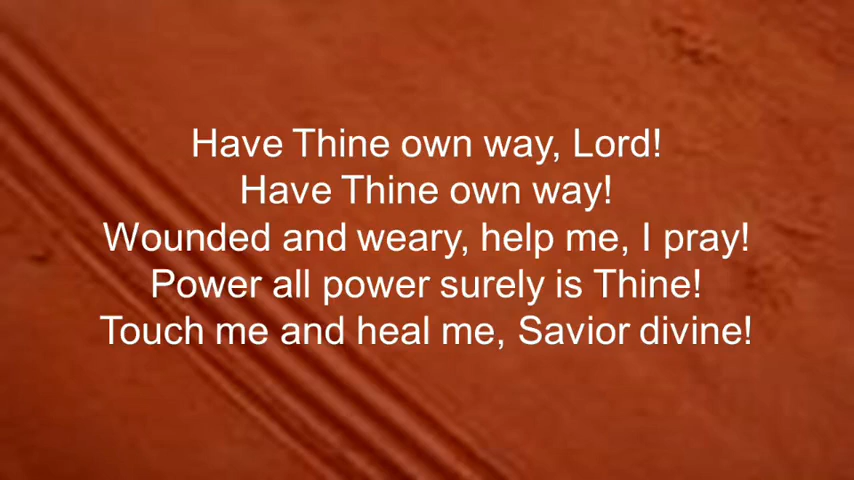 Have Thine own way, Lord!
Have Thine own way!
Wounded and weary, help me, I pray!
Power all power surely is Thine!
Touch me and heal me, Savior divine!